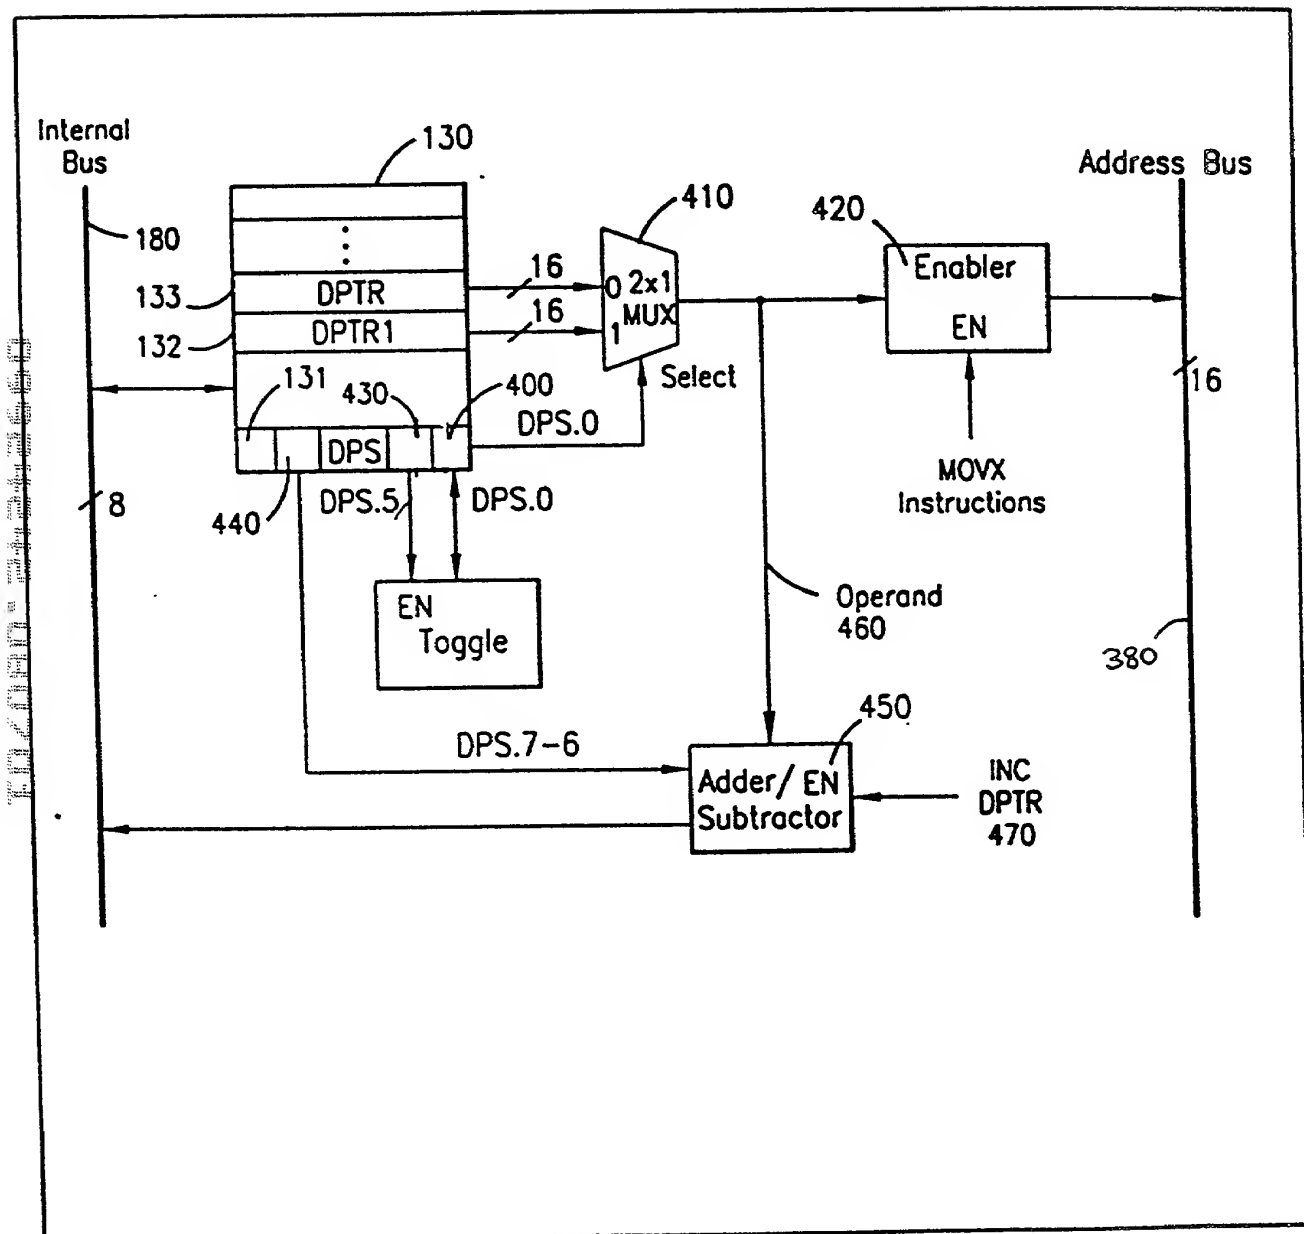 Internal
Bus
180
130
133
132
DPTR
DPTR1
131
430
400
DPS
440
DPS.5
DPS.0
DPS.0
16
16
410
0 2x1
MUX
1
Select
420
Enabler
EN
MOVX
Instructions
Address Bus
16
380
8
EN
Toggle
Operand
460
DPS.7-6
450
Adder/ EN
Subtractor
INC
DPTR
470